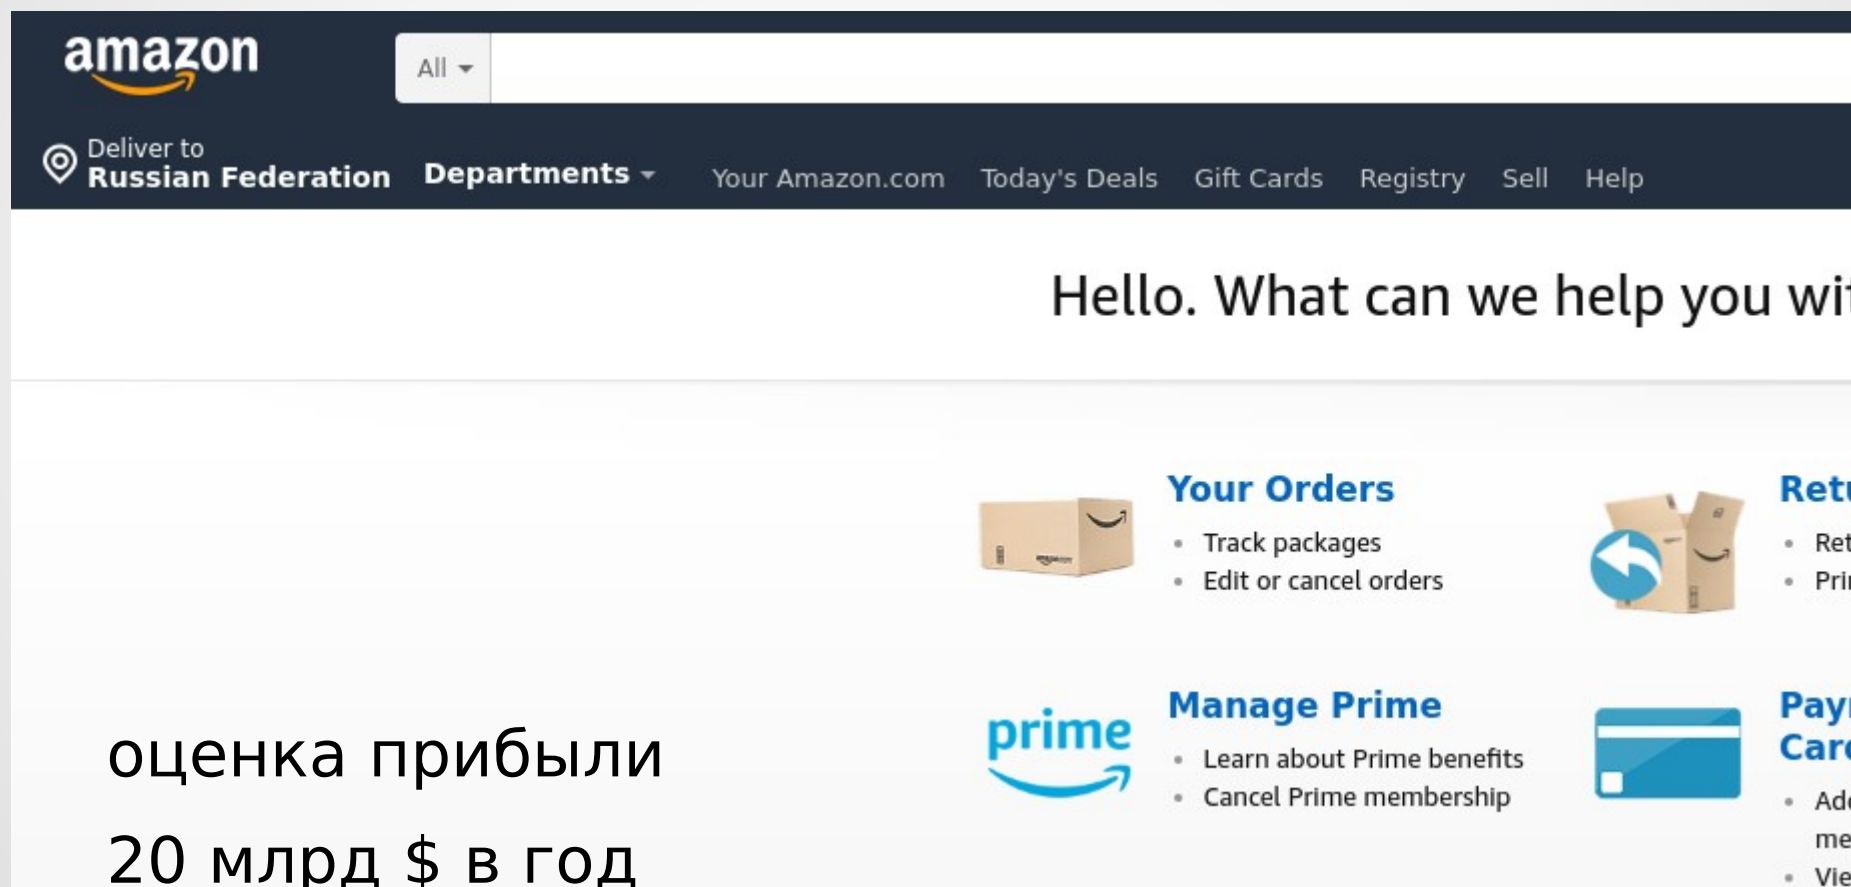 amazon
All
Deliver to
Russian Federation
Departments
Your Amazon.com Today's Deals Gift Cards Registry Sell Help
Hello. What can we help you
Your Orders
Track packages
Edit or cancel orders
Manage Prime
prime
Learn about Prime benefits
Cancel Prime membership
оценка прибыли
20 млрд $ в год